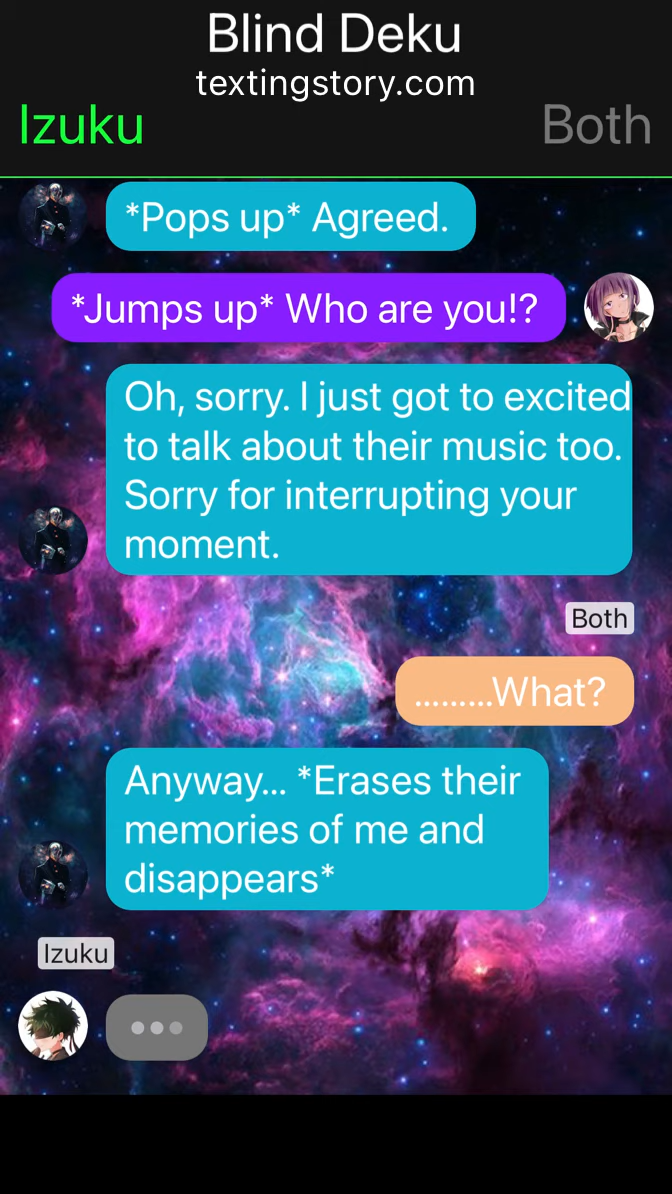 Blind Deku
textingstory.com
Izuku
Both
*Pops up* Agreed.
*Jumps up* Who are you!?
Oh, sorry. I just got to excited
to talk about their music too.
Sorry for interrupting your
moment.
Both
.........What?
Anyway... *Erases their
memories of me and
disappears*
Izuku